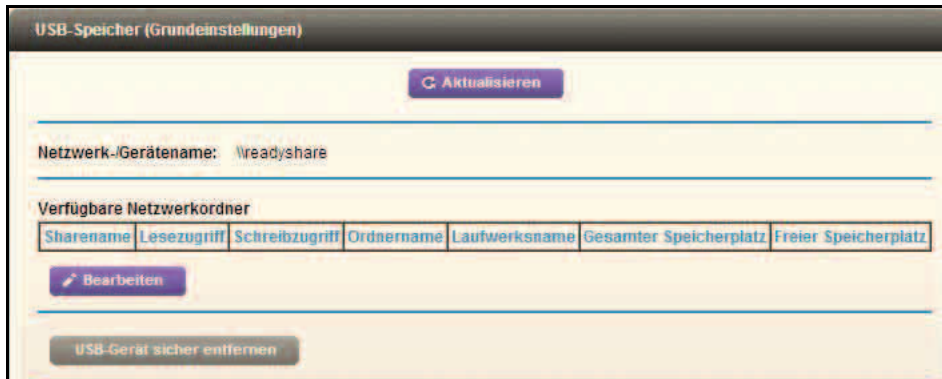 USB-Speicher (Grundeinstellungen)
Aktualisieren
Netzwerk-/Gerätename: \\readyshare
Verfügbare Netzwerkordner
Sharename Lesezugriff Schreibzugriff Ordnername Laufwerksname Gesamter Speicherplatz Freier Speicherplatz
Bearbeiten
USB-Gerät sicher entfernen